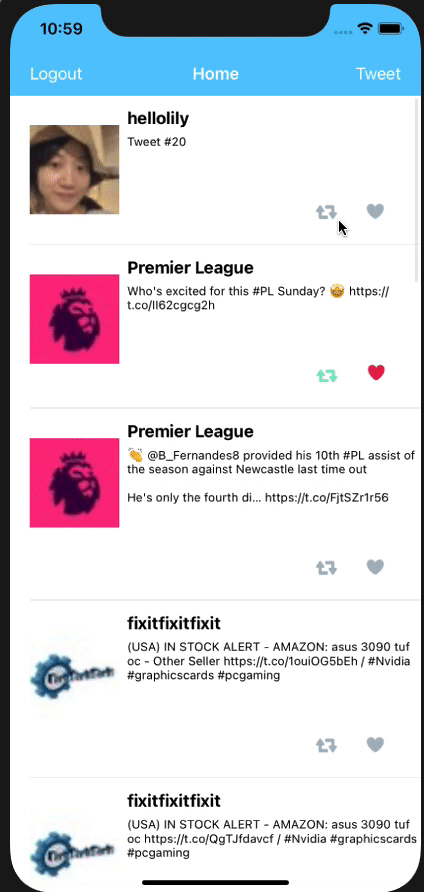 10:59
Logout Home Tweet
hellolily
Tweet #20
Premier League
Who's excited for this #PL Sunday? 🤩 https://
t.co/Il62cgcg2h
Premier League
👏 @B_Fernandes8 provided his 10th #PL assist of
the season against Newcastle last time out
He's only the fourth di... https://t.co/FjtSZr1r56
fixitfixitfixit
(USA) IN STOCK ALERT - AMAZON: asus 3090 tuf
oc - Other Seller https://t.co/1ouiOG5bEh / #Nvidia
#graphicscards #pcgaming
fixitfixitfixit
(USA) IN STOCK ALERT - AMAZON: asus 3090 tuf
oc https://t.co/QgTJfdavcf / #Nvidia #graphicscards
#pcgaming